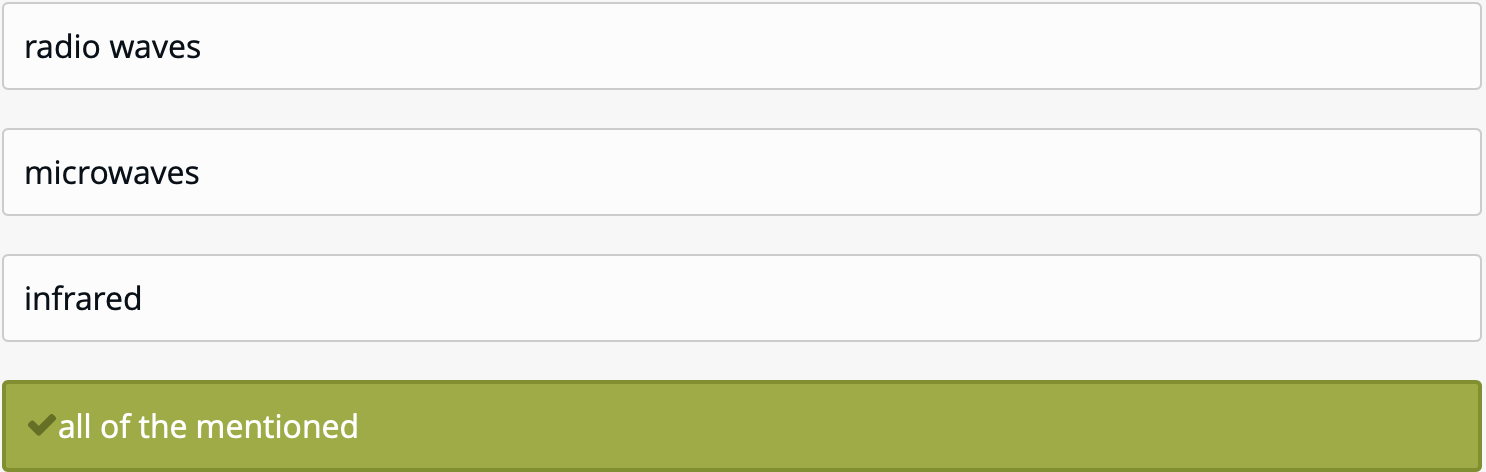 radio waves
microwaves
infrared
all of the mentioned